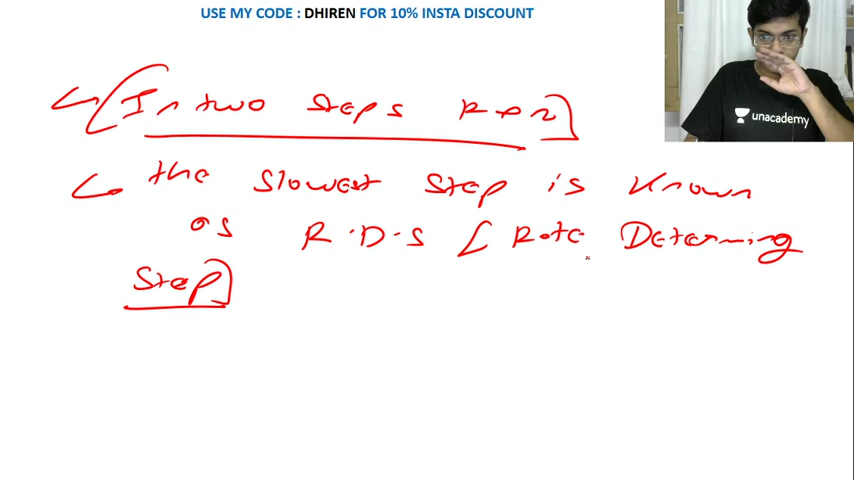 USE MY CODE : DHIREN FOR 10% INSTA DISCOUNT
unacademy
[In two steps rxn]
the slowest step is known
as R.D.S [Rate Determing
Step]